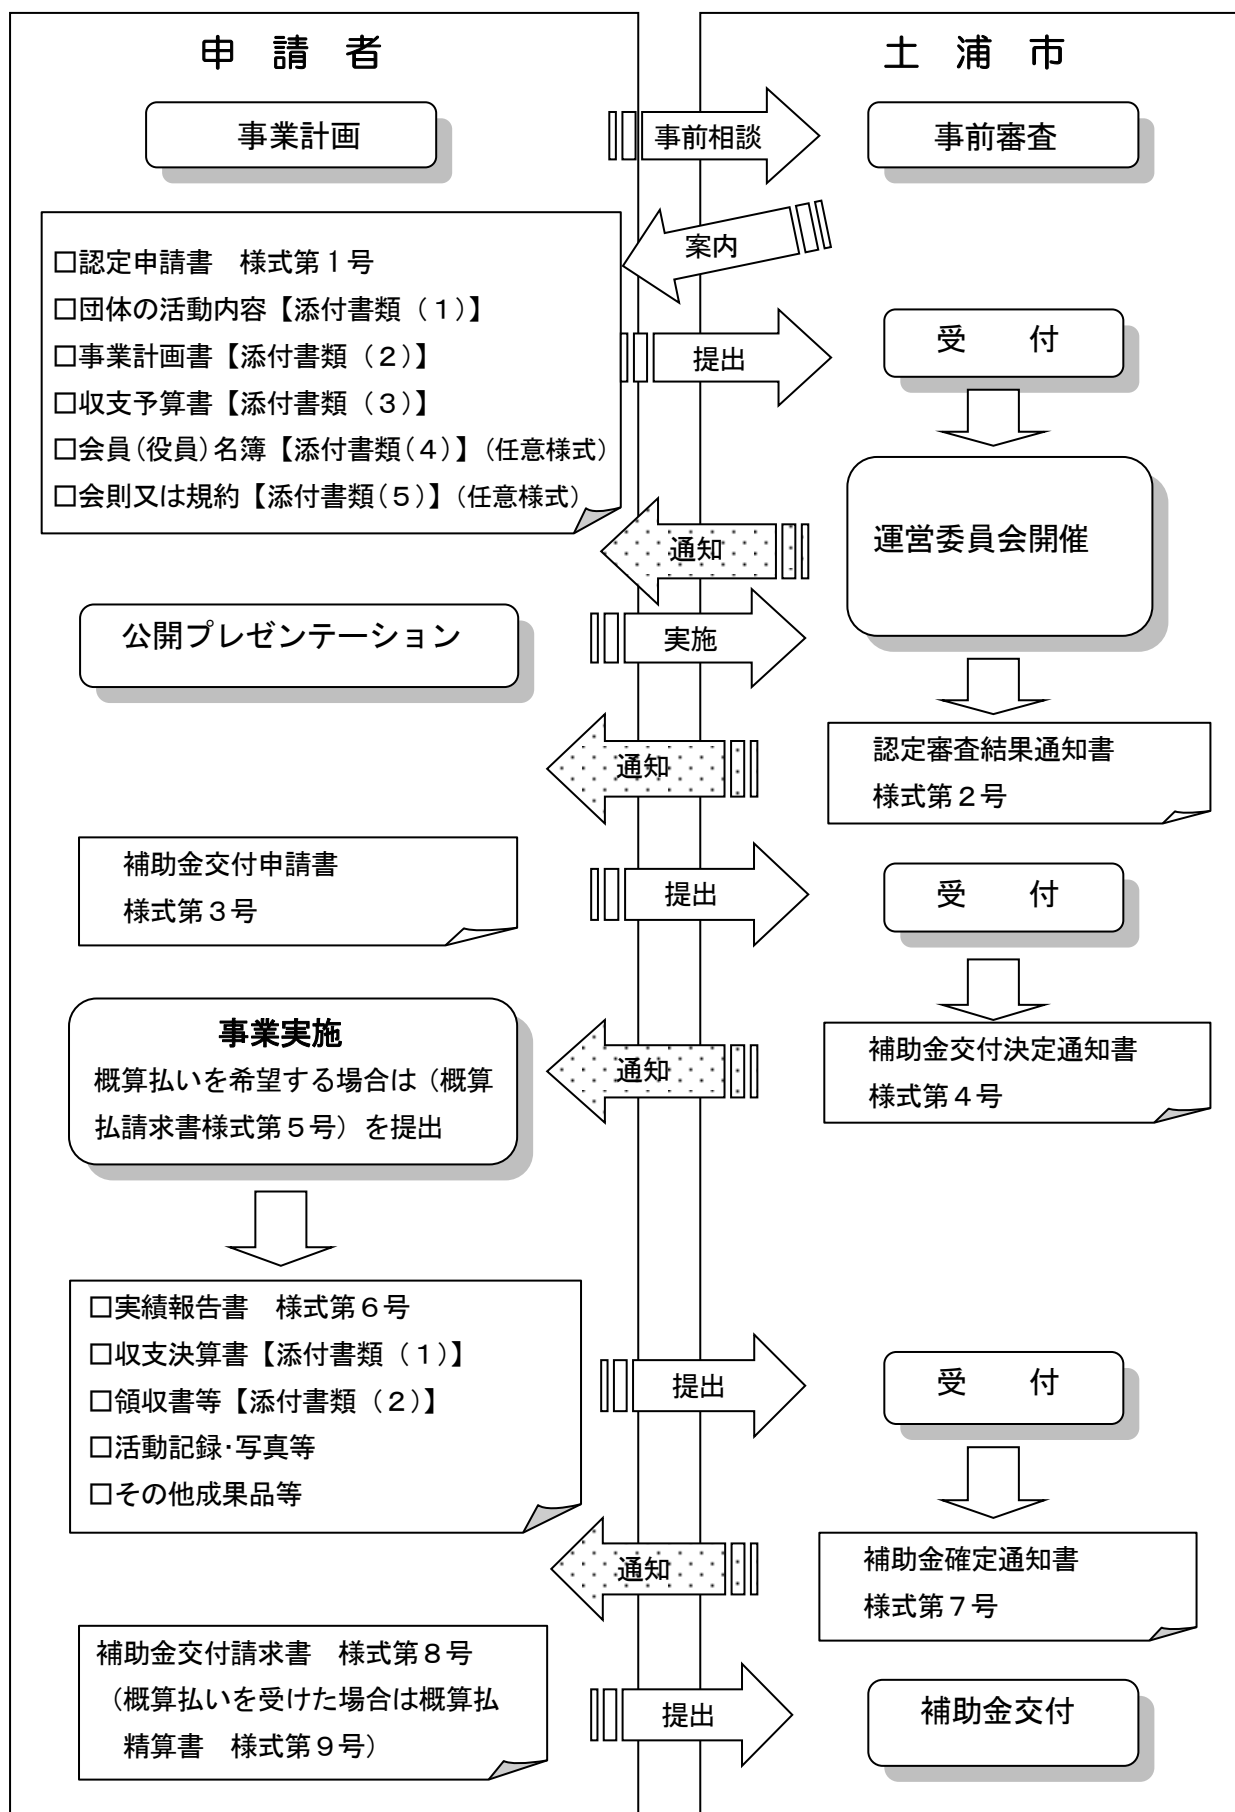 申　請　者
土　浦　市
事業計画
事前相談
事前審査
案内
□認定申請書　様式第１号
□団体の活動内容【添付書類（１）】
□事業計画書【添付書類（２）】
□収支予算書【添付書類（３）】
□会員(役員)名簿【添付書類(４)】(任意様式)
□会則又は規約【添付書類(５)】(任意様式)
提出
受　　付
運営委員会開催
通知
公開プレゼンテーション
実施
認定審査結果通知書
様式第２号
通知
補助金交付申請書
様式第３号
提出
受　　付
補助金交付決定通知書
様式第４号
通知
事業実施
概算払いを希望する場合は（概算
払請求書様式第５号）を提出
□実績報告書　様式第６号
□収支決算書【添付書類（１）】
□領収書等【添付書類（２）】
□活動記録･写真等
□その他成果品等
提出
受　　付
補助金確定通知書
様式第７号
通知
補助金交付請求書　様式第８号
（概算払いを受けた場合は概算払
精算書　様式第９号）
提出
補助金交付